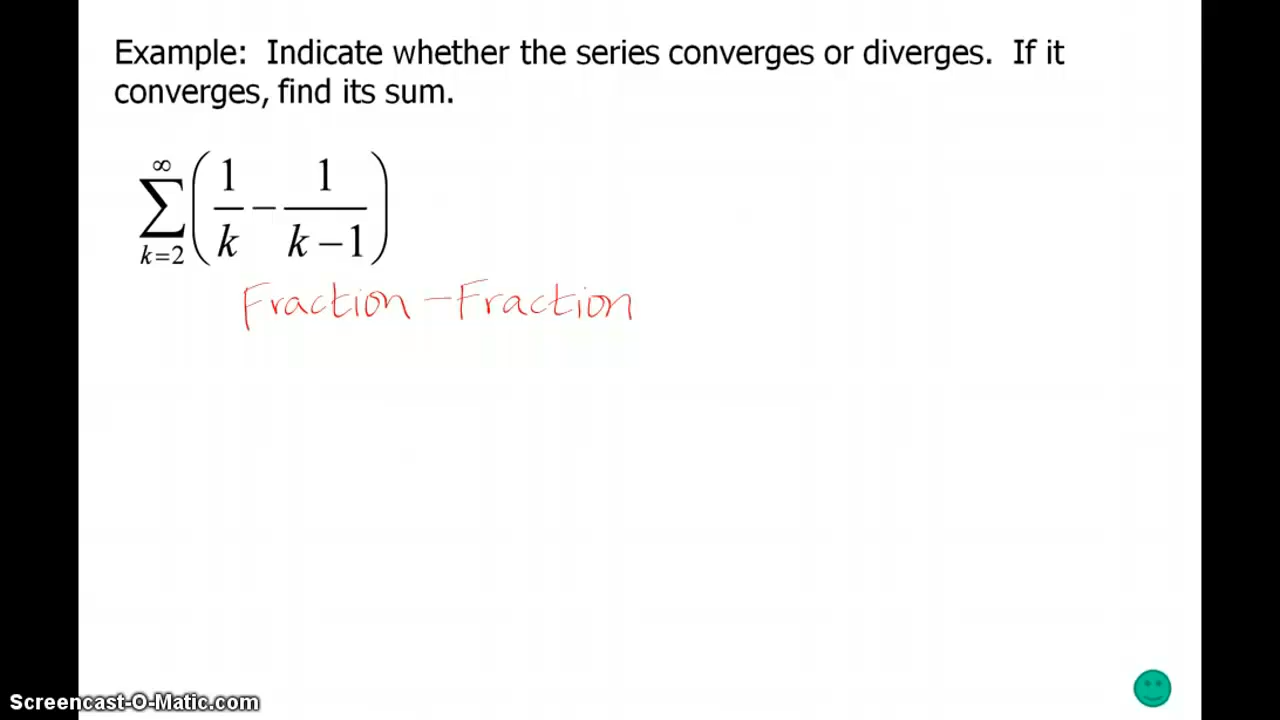 Example: Indicate whether the series converges or diverges. If it
converges, find its sum.
∞
∑ ( 1/k − 1/(k−1) )
k=2
Fraction – Fraction
Screencast-O-Matic.com